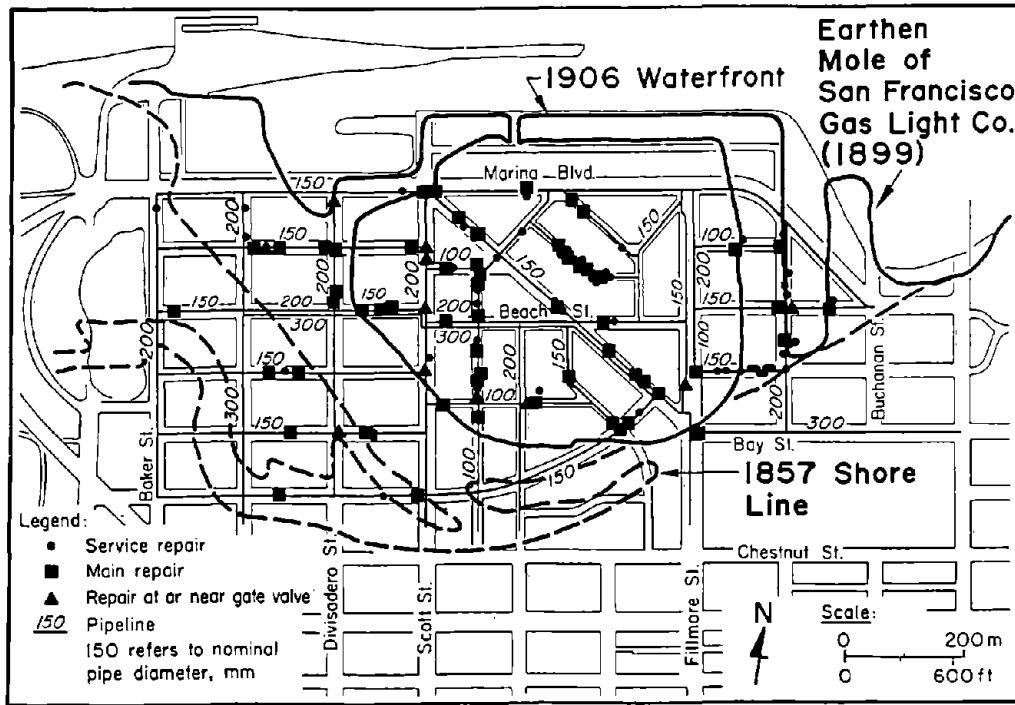 Earthen
Mole of
San Francisco
Gas Light Co.
(1899)
1906 Waterfront
Marina Blvd.
150
200
150
200
200
100
150
150
100
200
150
200
150
200
Beach St.
150
150
100
300
300
200
150
100
150
200
150
200
300
100
150
100
150
Bay St.
300
1857 Shore
Line
Baker St.
Divisadero St.
Scott St.
Fillmore St.
Buchanan St.
Chestnut St.
Legend:
Service repair
Main repair
Repair at or near gate valve
150 Pipeline
150 refers to nominal
pipe diameter, mm
N
Scale:
0 200 m
0 600 ft